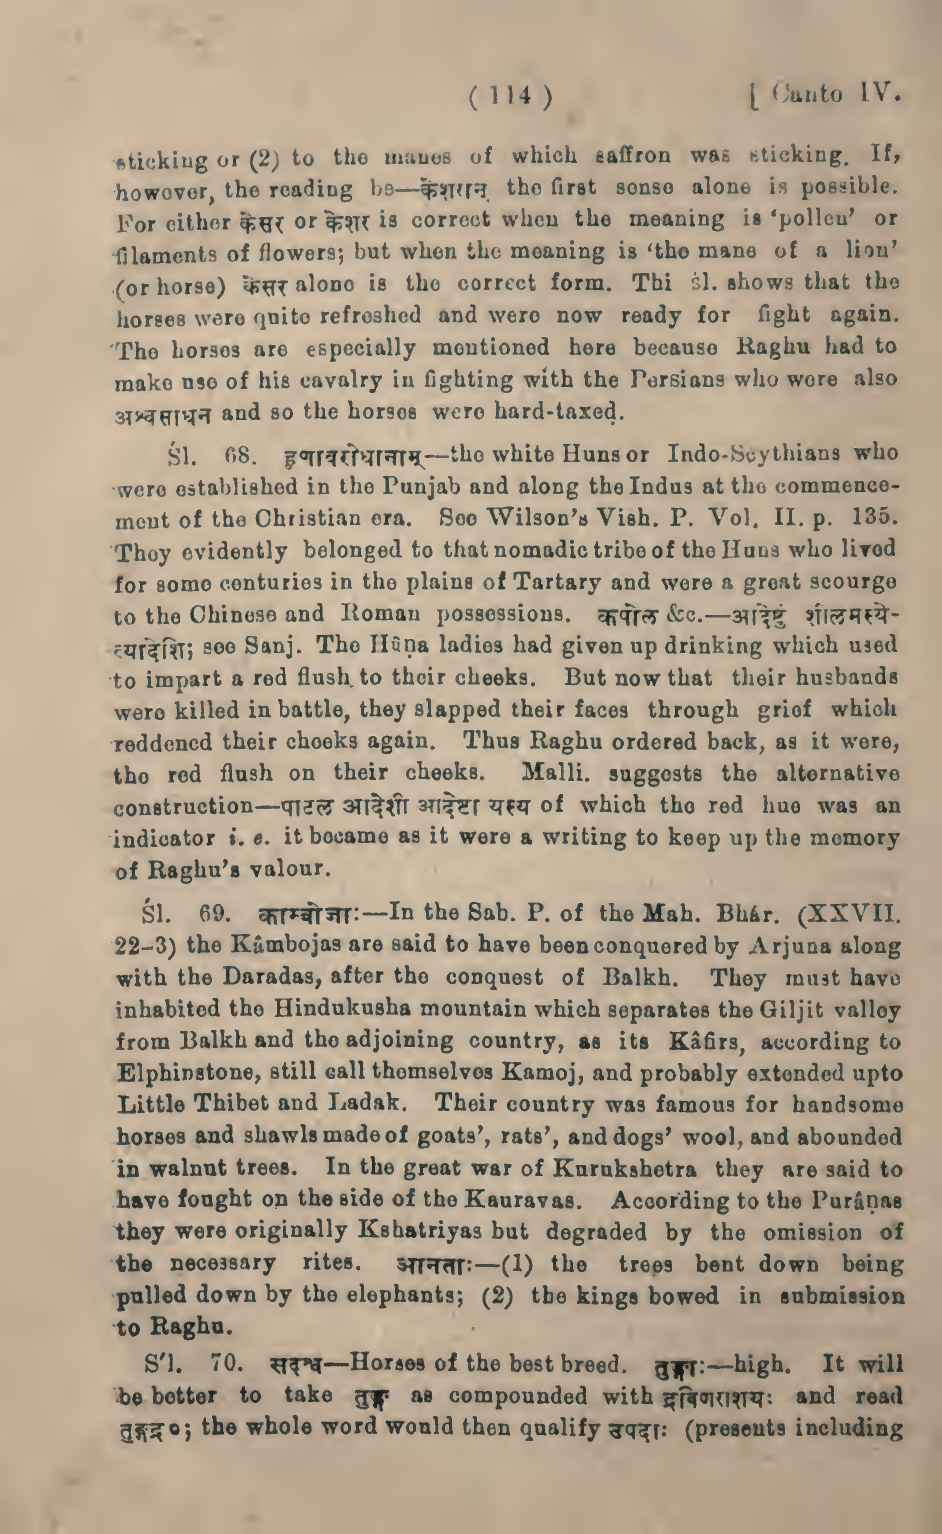 ( 114 ) [ Canto IV.
sticking or (2) to the manes of which saffron was sticking. If,
however, the reading be—केशरान् the first sense alone is possible.
For either केसर or केशर is correct when the meaning is ‘pollen’ or
filaments of flowers; but when the meaning is ‘the mane of a lion’
(or horse) केसर alone is the correct form. Thi śl. shows that the
horses were quite refreshed and were now ready for fight again.
The horses are especially mentioned here because Raghu had to
make use of his cavalry in fighting with the Persians who were also
अश्वसाधन and so the horses were hard-taxed.
Śl. 68. हूणावरोधानाम्—the white Huns or Indo-Scythians who
were established in the Punjab and along the Indus at the commence-
ment of the Christian era. See Wilson’s Vish. P. Vol. II. p. 135.
They evidently belonged to that nomadic tribe of the Huns who lived
for some centuries in the plains of Tartary and were a great scourge
to the Chinese and Roman possessions. कपोल &c.—आदेष्टुं शीलमस्ये-
त्यादेशि; see Sanj. The Hûṇa ladies had given up drinking which used
to impart a red flush to their cheeks. But now that their husbands
were killed in battle, they slapped their faces through grief which
reddened their cheeks again. Thus Raghu ordered back, as it were,
the red flush on their cheeks. Malli. suggests the alternative
construction—पाटल आदेशी आदेष्टा यस्य of which the red hue was an
indicator i. e. it became as it were a writing to keep up the memory
of Raghu’s valour.
Śl. 69. काम्बोजाः—In the Sab. P. of the Mah. Bhár. (XXVII.
22-3) the Kâmbojas are said to have been conquered by Arjuna along
with the Daradas, after the conquest of Balkh. They must have
inhabited the Hindukusha mountain which separates the Giljit valley
from Balkh and the adjoining country, as its Kâfirs, according to
Elphinstone, still call themselves Kamoj, and probably extended upto
Little Thibet and Ladak. Their country was famous for handsome
horses and shawls made of goats’, rats’, and dogs’ wool, and abounded
in walnut trees. In the great war of Kurukshetra they are said to
have fought on the side of the Kauravas. According to the Purâṇas
they were originally Kshatriyas but degraded by the omission of
the necessary rites. आनताः—(1) the trees bent down being
pulled down by the elephants; (2) the kings bowed in submission
to Raghu.
S′l. 70. सदश्व—Horses of the best breed. तुङ्गाः—high. It will
be better to take तुङ्ग as compounded with द्रविणराशयः and read
तुङ्गद्र०; the whole word would then qualify उपदाः (presents including